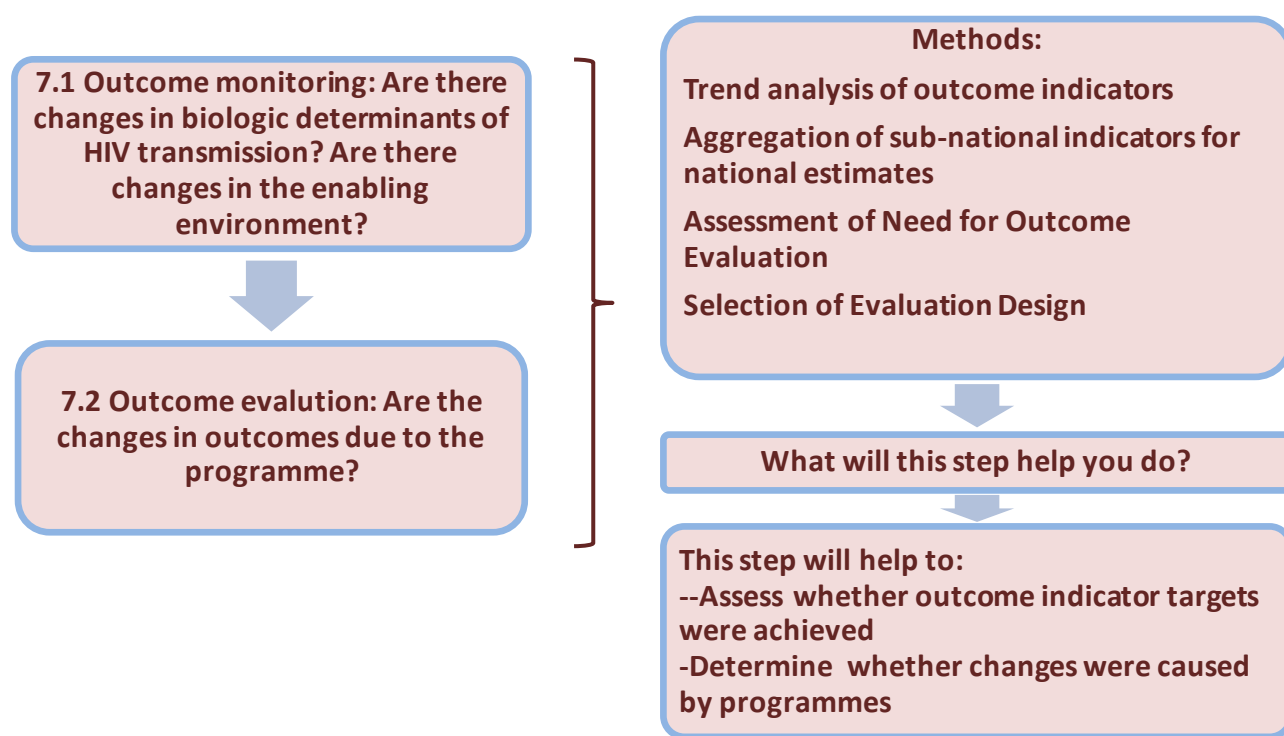 7.1 Outcome monitoring: Are there
changes in biologic determinants of
HIV transmission? Are there
changes in the enabling
environment?
7.2 Outcome evalution: Are the
changes in outcomes due to the
programme?
Methods:
Trend analysis of outcome indicators
Aggregation of sub-national indicators for
national estimates
Assessment of Need for Outcome
Evaluation
Selection of Evaluation Design
What will this step help you do?
This step will help to:
--Assess whether outcome indicator targets
were achieved
-Determine whether changes were caused
by programmes